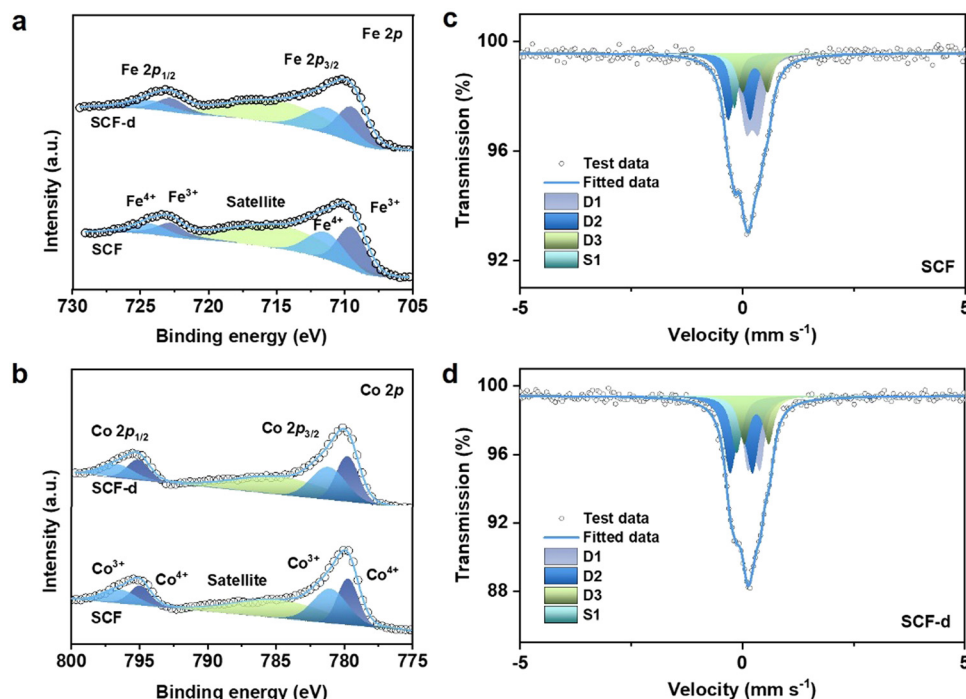 a
Fe 2p
Fe 2p1/2
Fe 2p3/2
SCF-d
Fe4+
Fe3+
Satellite
Fe4+
Fe3+
SCF
Intensity (a.u.)
730 725 720 715 710 705
Binding energy (eV)
c
100
96
92
Transmission (%)
Test data
Fitted data
D1
D2
D3
S1
SCF
-5 0 5
Velocity (mm s-1)
b
Co 2p
Co 2p1/2
Co 2p3/2
SCF-d
Co3+
Co4+
Satellite
Co3+
Co4+
SCF
Intensity (a.u.)
800 795 790 785 780 775
Binding energy (eV)
d
100
96
92
88
Transmission (%)
Test data
Fitted data
D1
D2
D3
S1
SCF-d
-5 0 5
Velocity (mm s-1)